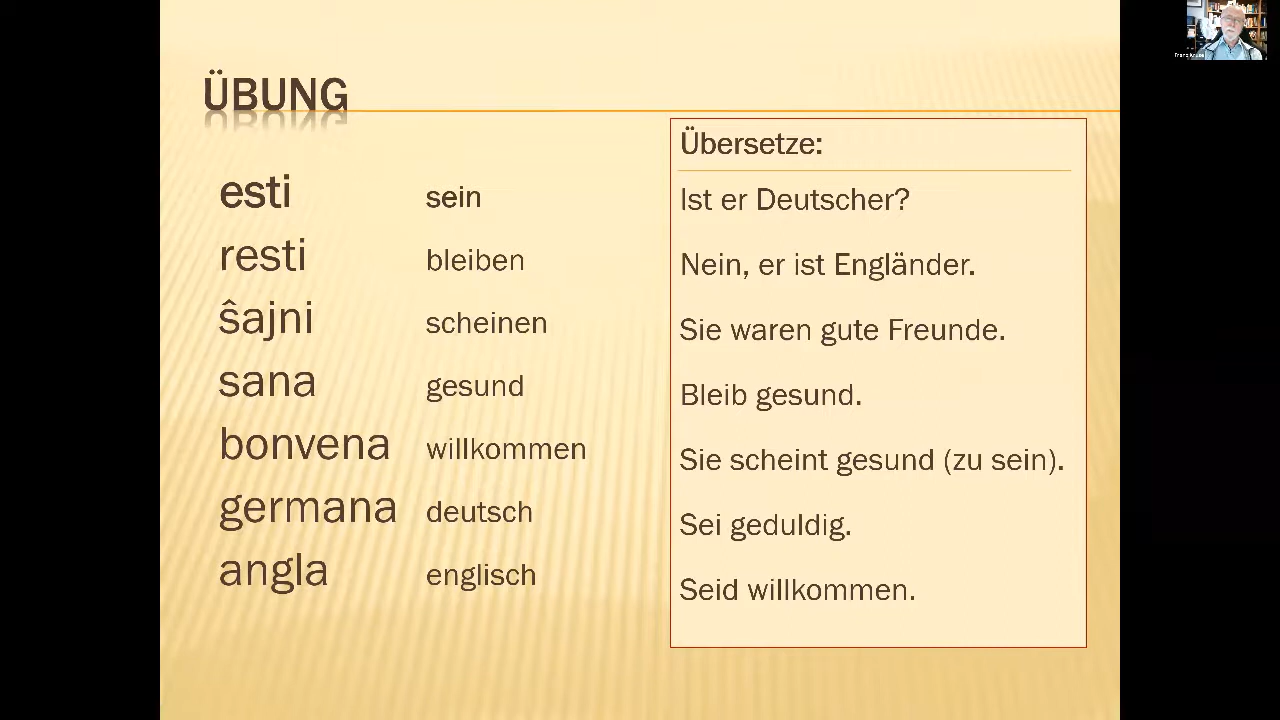 ÜBUNG
esti sein
resti bleiben
ŝajni scheinen
sana gesund
bonvena willkommen
germana deutsch
angla englisch
Übersetze:
Ist er Deutscher?
Nein, er ist Engländer.
Sie waren gute Freunde.
Bleib gesund.
Sie scheint gesund (zu sein).
Sei geduldig.
Seid willkommen.